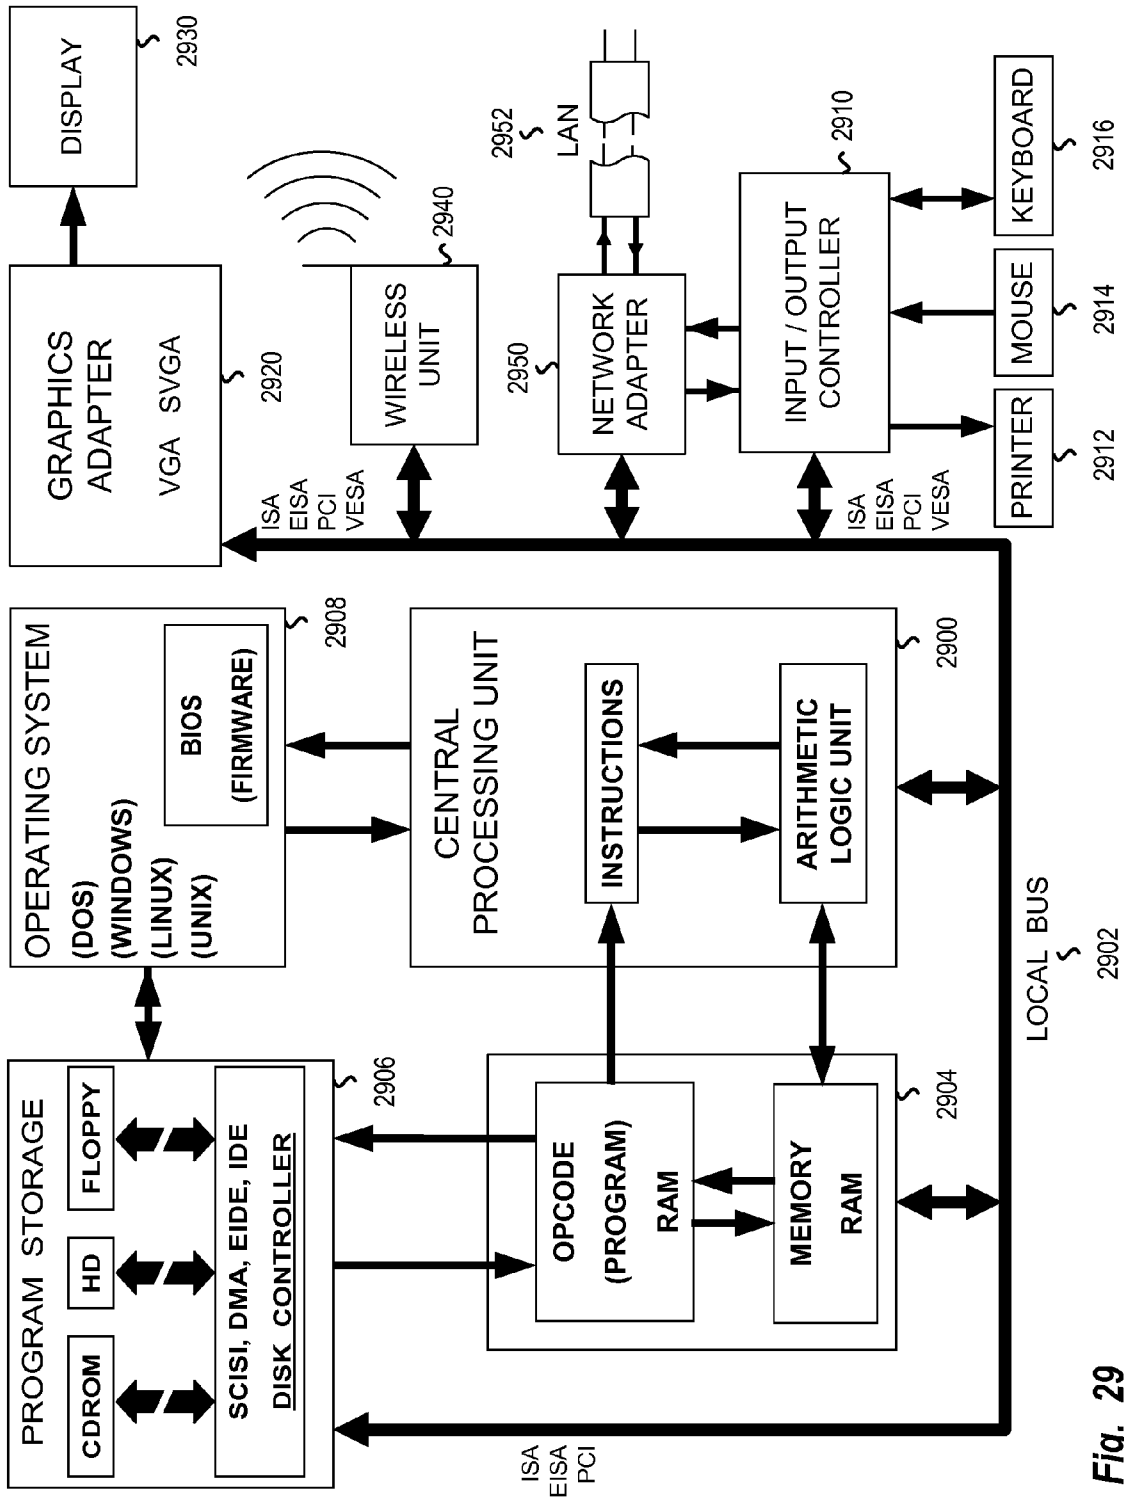 PROGRAM STORAGE
CDROM
HD
FLOPPY
SCISI, DMA, EIDE, IDE
DISK CONTROLLER
2906
OPERATING SYSTEM
(DOS)
(WINDOWS)
(LINUX)
(UNIX)
BIOS
(FIRMWARE)
2908
GRAPHICS
ADAPTER
VGA SVGA
2920
DISPLAY
2930
ISA
EISA
PCI
VESA
WIRELESS
UNIT
2940
CENTRAL
PROCESSING UNIT
INSTRUCTIONS
ARITHMETIC
LOGIC UNIT
2900
OPCODE
(PROGRAM)
RAM
MEMORY
RAM
2904
2950
NETWORK
ADAPTER
2952
LAN
INPUT / OUTPUT
CONTROLLER
2910
ISA
EISA
PCI
VESA
PRINTER
2912
MOUSE
2914
KEYBOARD
2916
ISA
EISA
PCI
LOCAL BUS
2902
Fig. 29